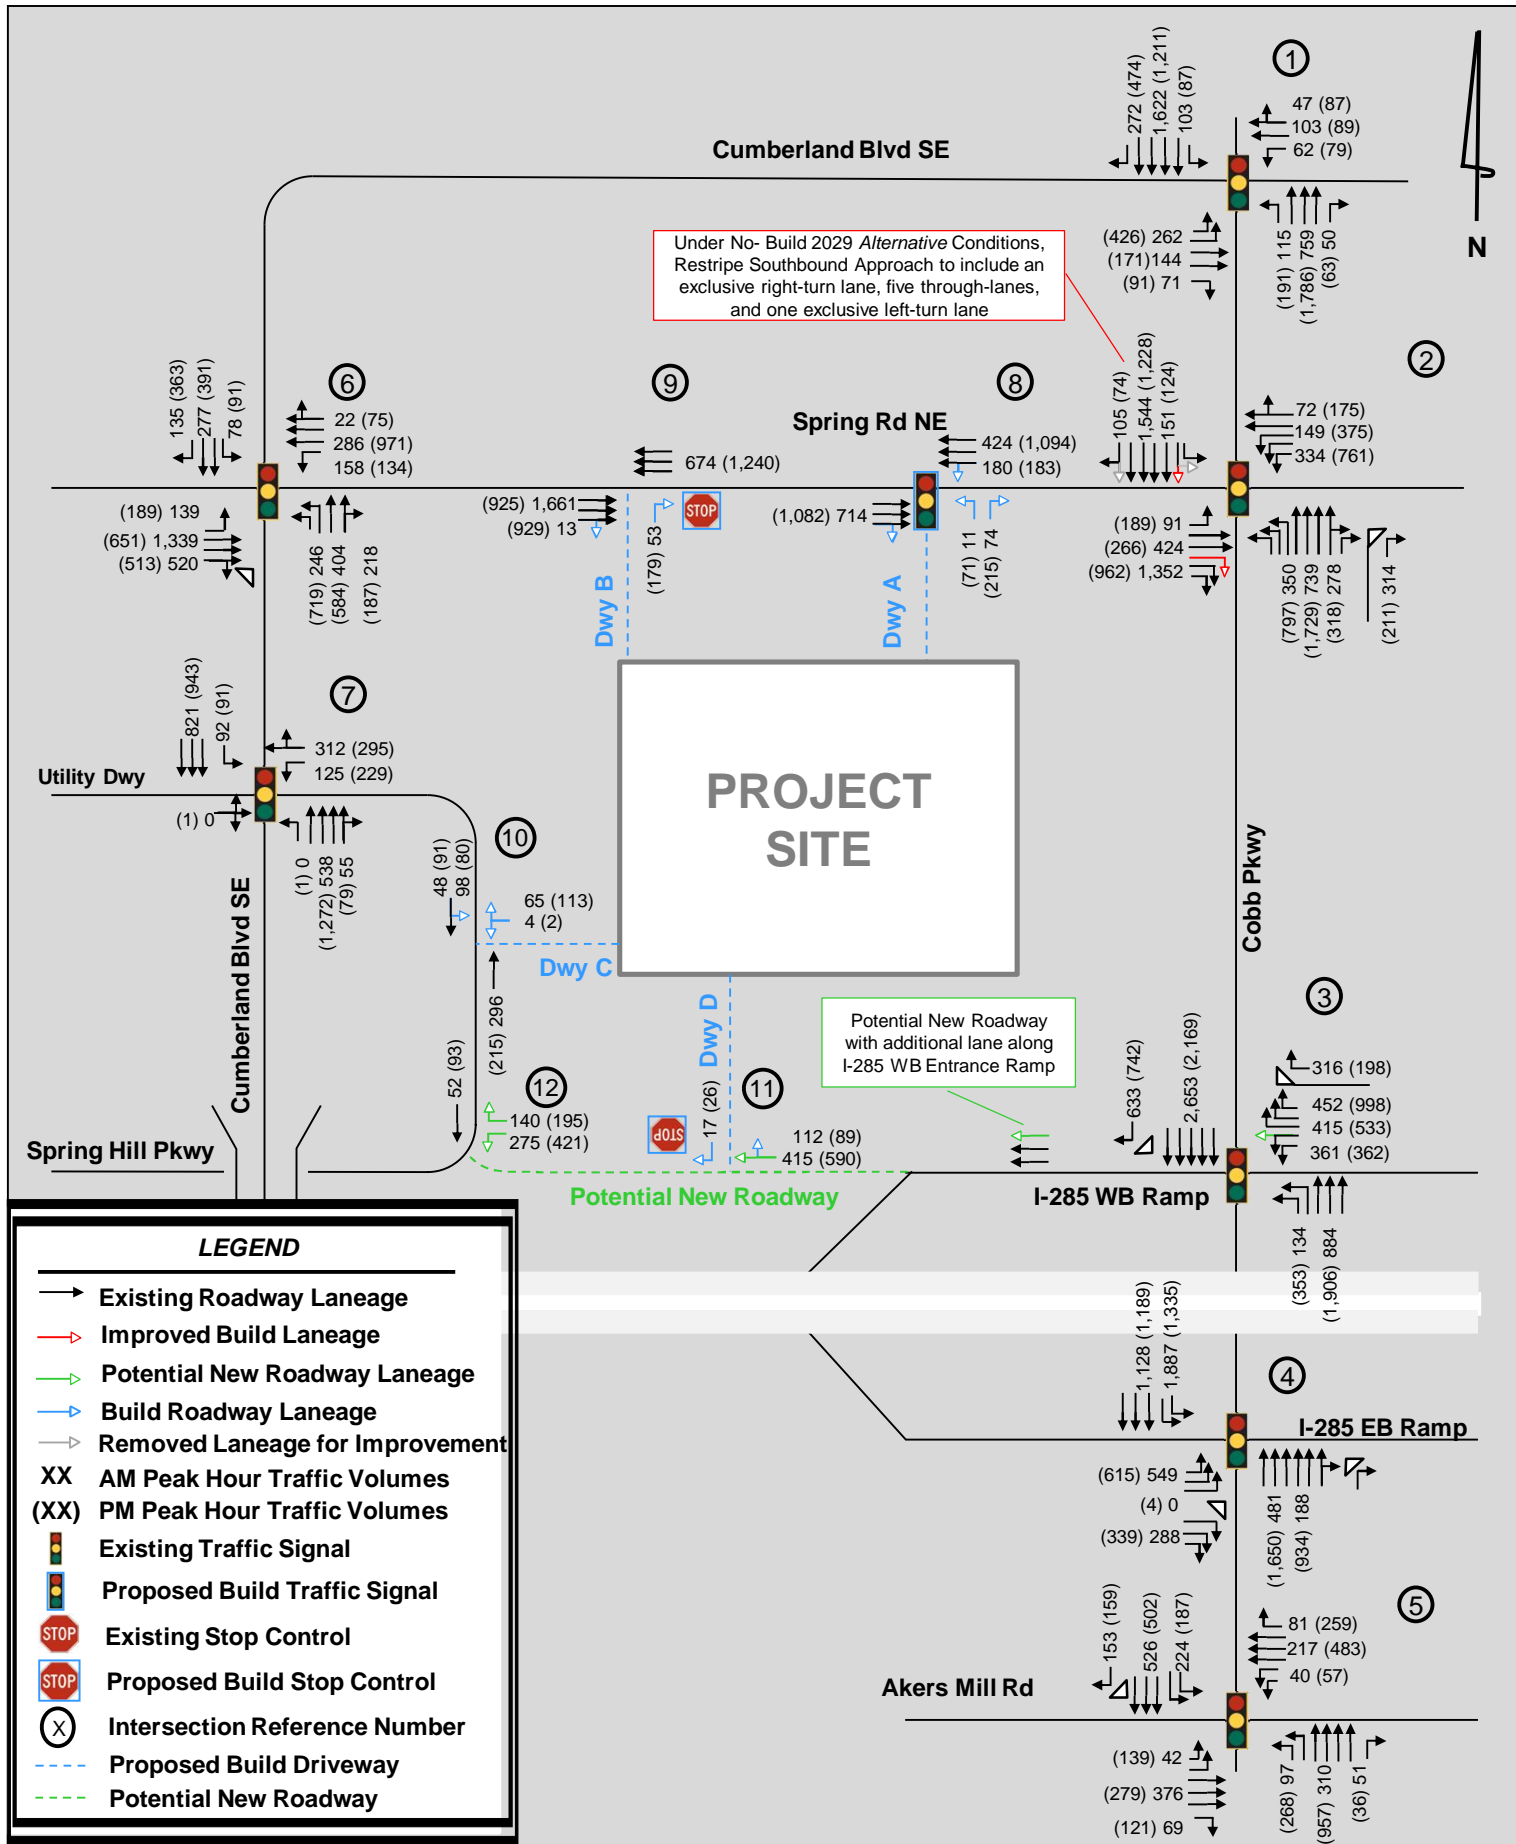 1
272 (474)
1,622 (1,211)
103 (87)
47 (87)
103 (89)
62 (79)
Cumberland Blvd SE
N
(426) 262
(171)144
(91) 71
(191) 115
(1,786) 759
(63) 50
Under No- Build 2029 Alternative Conditions,
Restripe Southbound Approach to include an
exclusive right-turn lane, five through-lanes,
and one exclusive left-turn lane
2
105 (74)
1,544 (1,228)
151 (124)
72 (175)
149 (375)
334 (761)
(189) 91
(266) 424
(962) 1,352
(797) 350
(1,729) 739
(318) 278
(211) 314
6
135 (363)
277 (391)
78 (91)
22 (75)
286 (971)
158 (134)
(189) 139
(651) 1,339
(513) 520
(719) 246
(584) 404
(187) 218
9
674 (1,240)
(925) 1,661
(929) 13
(179) 53
STOP
Dwy B
8
Spring Rd NE
424 (1,094)
180 (183)
(1,082) 714
(71) 11
(215) 74
Dwy A
7
821 (943)
92 (91)
312 (295)
125 (229)
Utility Dwy
(1) 0
(1) 0
(1,272) 538
(79) 55
Cumberland Blvd SE
PROJECT
SITE
Cobb Pkwy
10
48 (91)
98 (80)
65 (113)
4 (2)
Dwy C
(215) 296
Dwy D
12
52 (93)
140 (195)
275 (421)
11
STOP
17 (26)
112 (89)
415 (590)
Potential New Roadway
with additional lane along
I-285 WB Entrance Ramp
3
633 (742)
2,653 (2,169)
316 (198)
452 (998)
415 (533)
361 (362)
(353) 134
(1,906) 884
Spring Hill Pkwy
Potential New Roadway
I-285 WB Ramp
4
1,128 (1,189)
1,887 (1,335)
I-285 EB Ramp
(615) 549
(4) 0
(339) 288
(1,650) 481
(934) 188
5
153 (159)
526 (502)
224 (187)
81 (259)
217 (483)
40 (57)
Akers Mill Rd
(139) 42
(279) 376
(121) 69
(268) 97
(957) 310
(36) 51
LEGEND
Existing Roadway Laneage
Improved Build Laneage
Potential New Roadway Laneage
Build Roadway Laneage
Removed Laneage for Improvement
XX AM Peak Hour Traffic Volumes
(XX) PM Peak Hour Traffic Volumes
Existing Traffic Signal
Proposed Build Traffic Signal
STOP Existing Stop Control
STOP Proposed Build Stop Control
X Intersection Reference Number
Proposed Build Driveway
Potential New Roadway